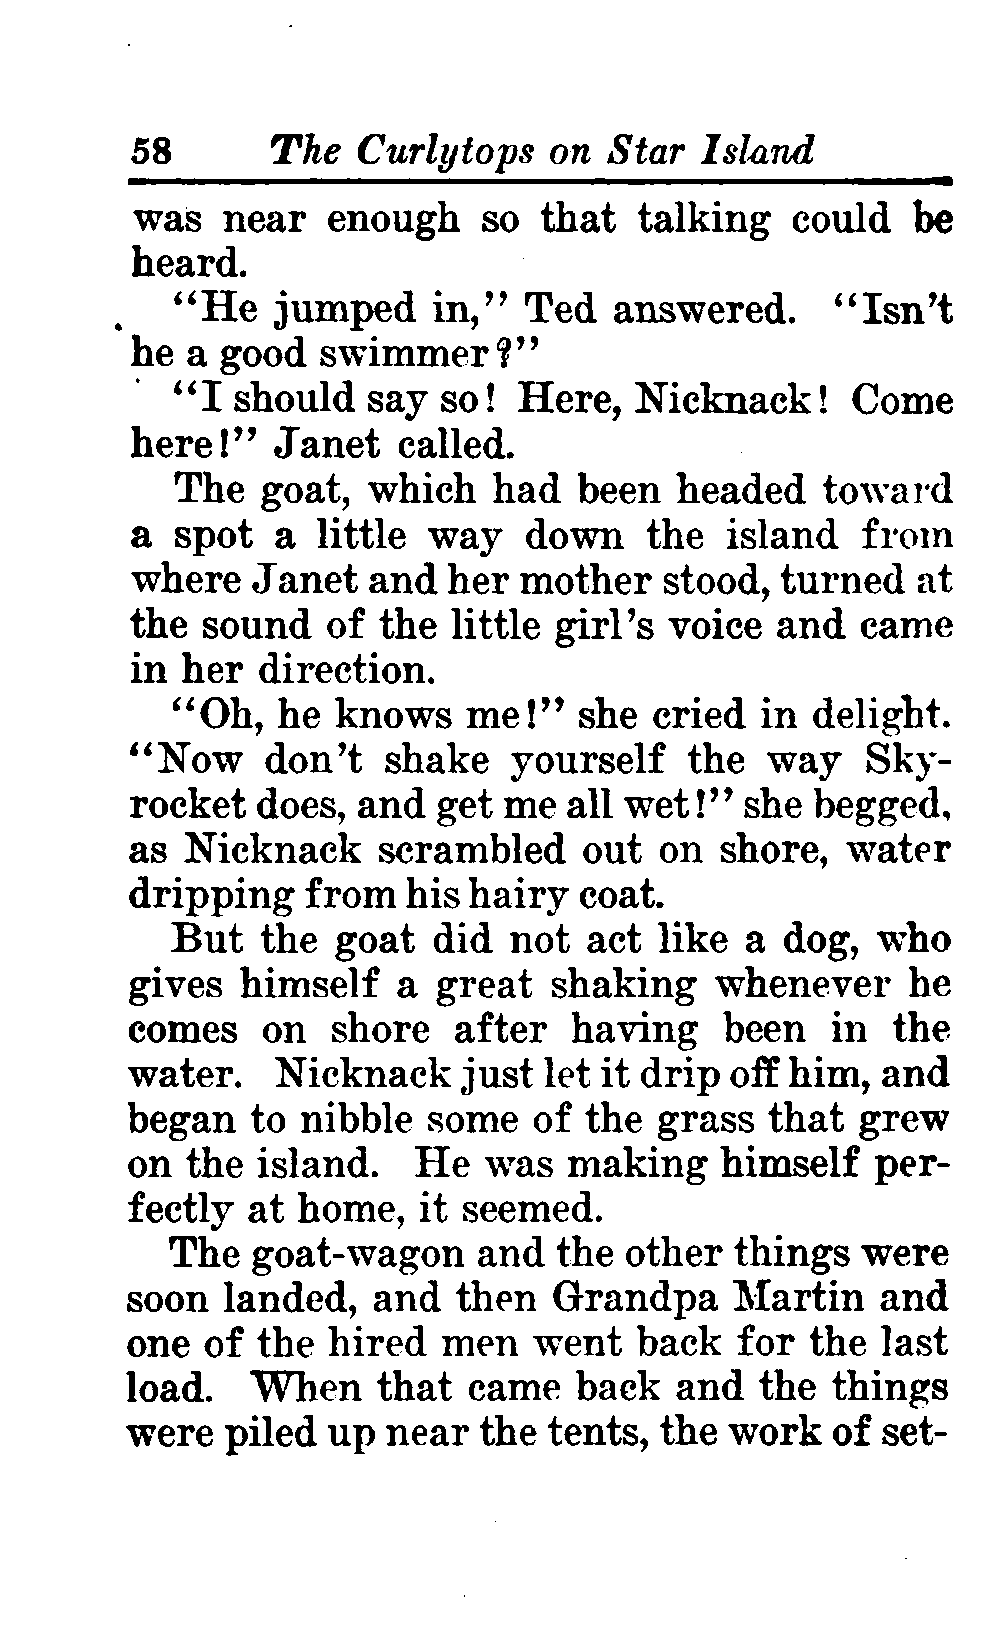 58 The Curlytops on Star Island
was near enough so that talking could be
heard.
“He jumped in,” Ted answered. “Isn’t
he a good swimmer?”
“I should say so! Here, Nicknack! Come
here!” Janet called.
The goat, which had been headed toward
a spot a little way down the island from
where Janet and her mother stood, turned at
the sound of the little girl’s voice and came
in her direction.
“Oh, he knows me!” she cried in delight.
“Now don’t shake yourself the way Sky-
rocket does, and get me all wet!” she begged,
as Nicknack scrambled out on shore, water
dripping from his hairy coat.
But the goat did not act like a dog, who
gives himself a great shaking whenever he
comes on shore after having been in the
water. Nicknack just let it drip off him, and
began to nibble some of the grass that grew
on the island. He was making himself per-
fectly at home, it seemed.
The goat-wagon and the other things were
soon landed, and then Grandpa Martin and
one of the hired men went back for the last
load. When that came back and the things
were piled up near the tents, the work of set-